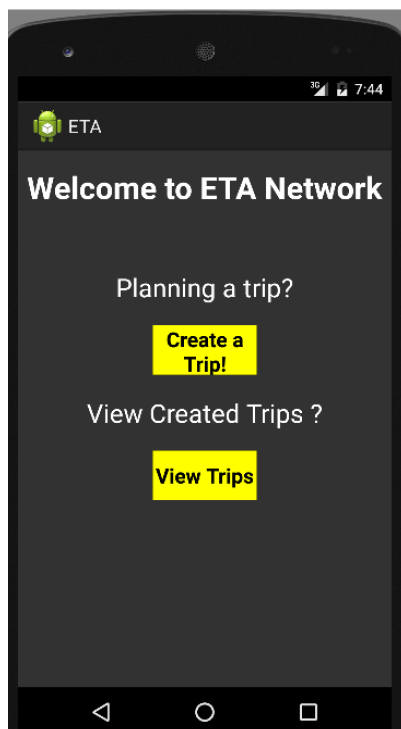 3G 7:44
ETA
Welcome to ETA Network
Planning a trip?
Create a
Trip!
View Created Trips ?
View Trips